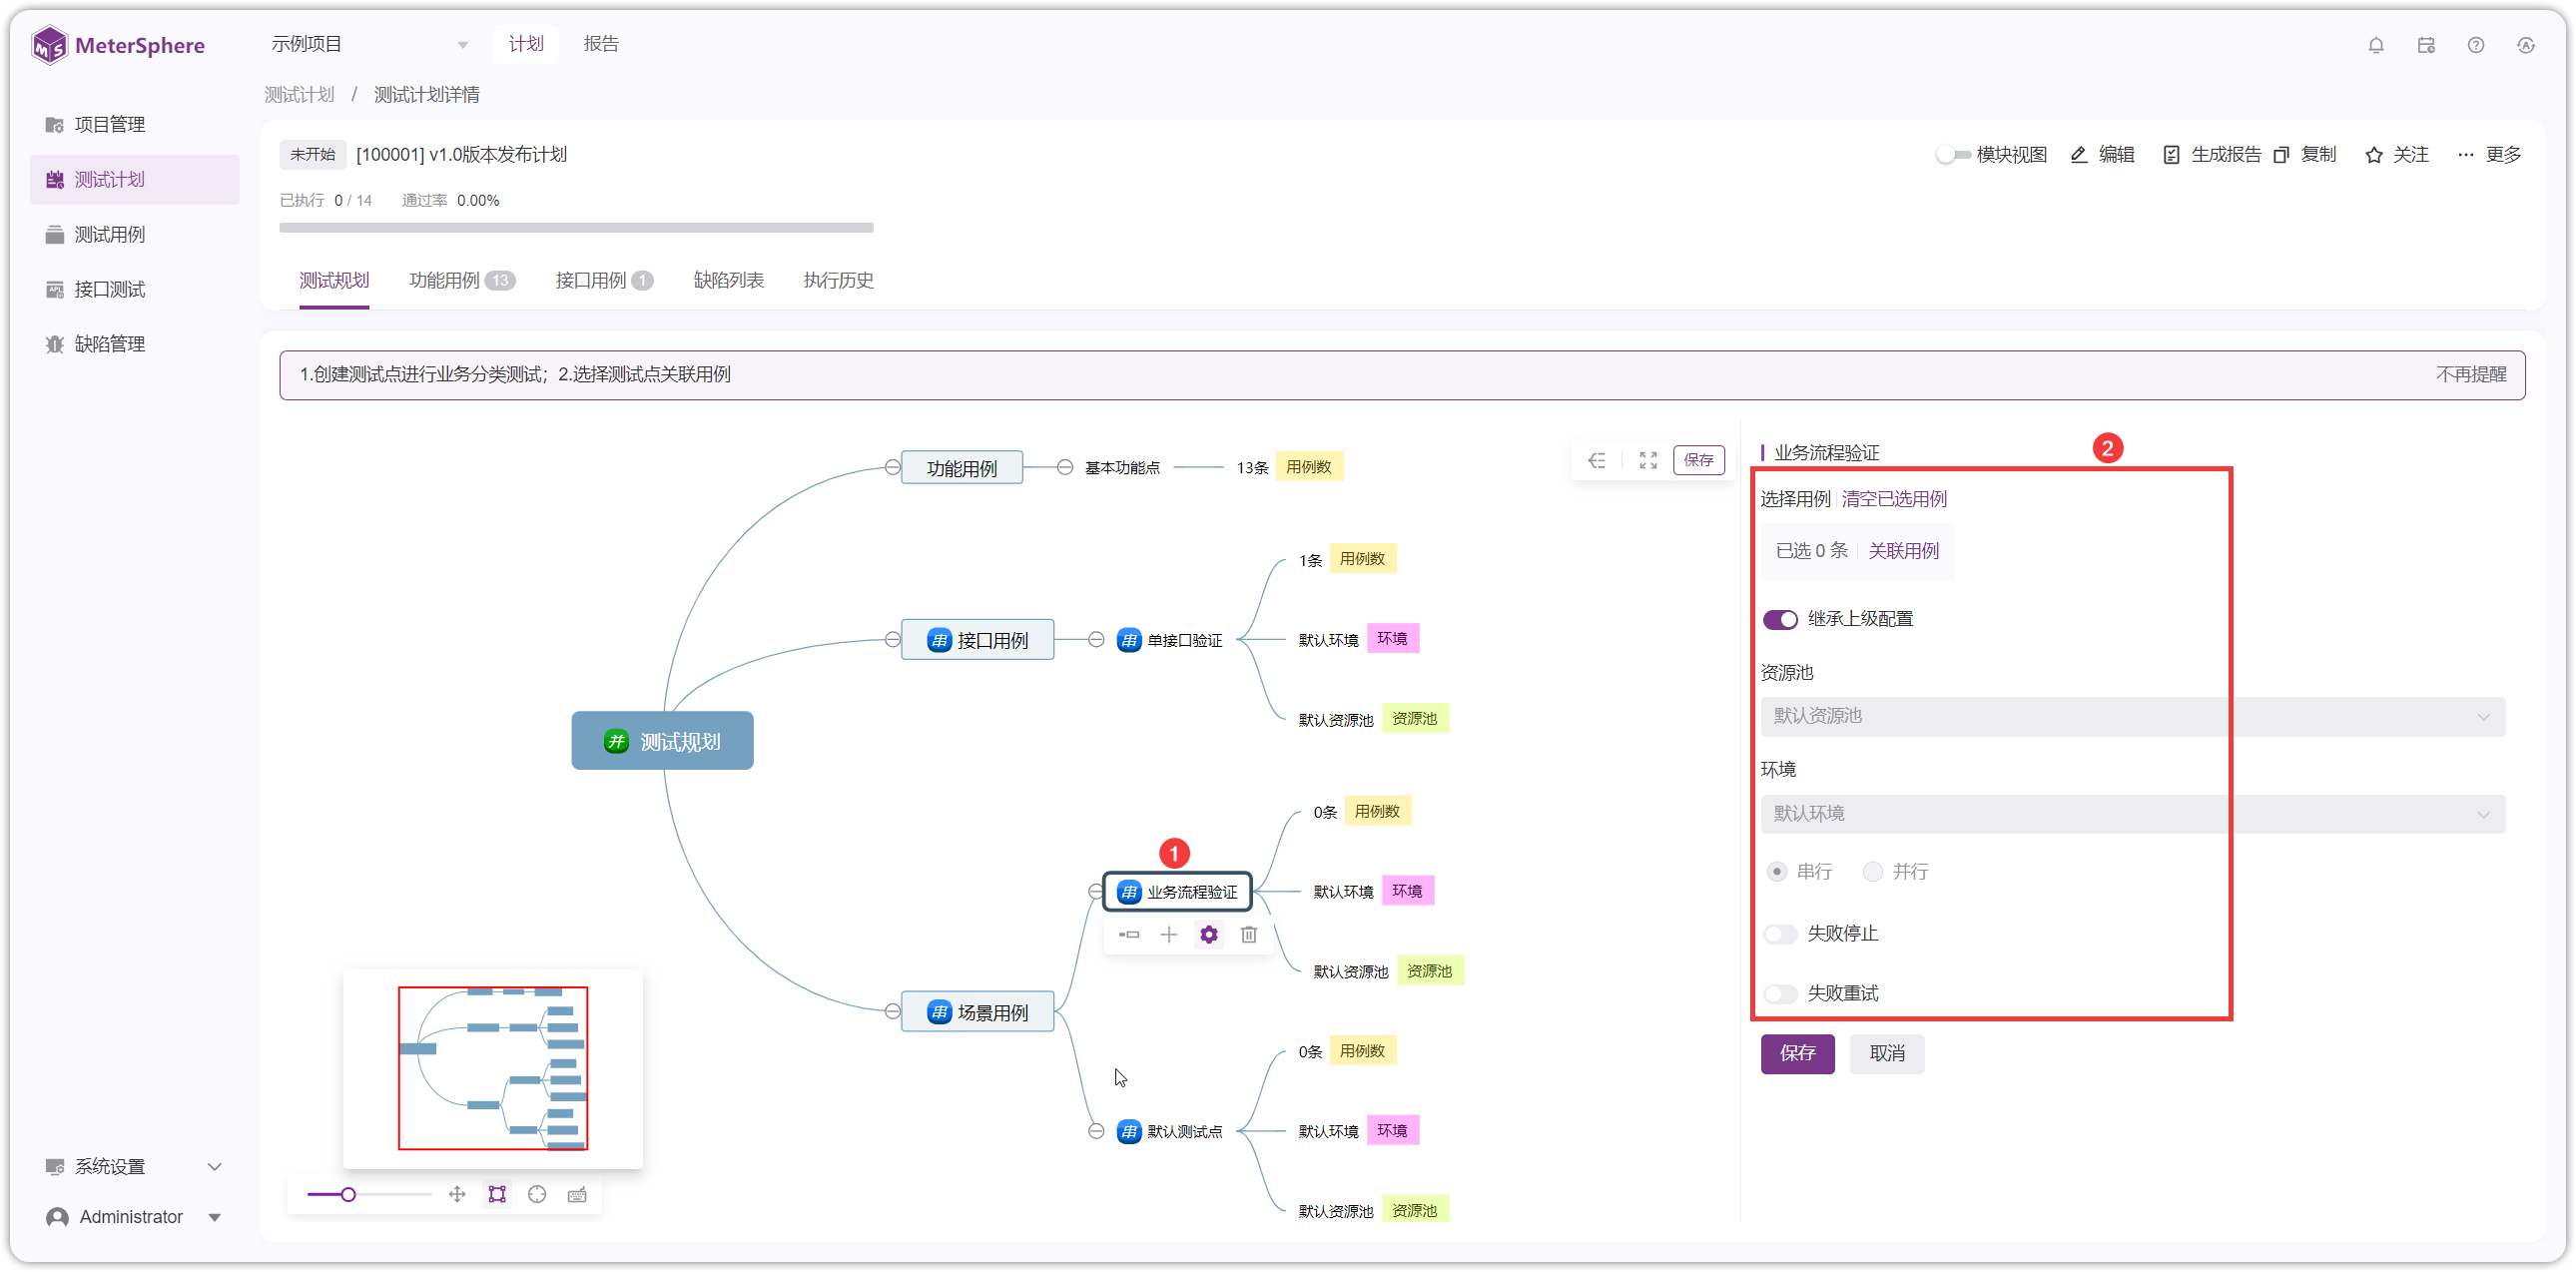 MeterSphere
示例项目
计划
报告
测试计划 / 测试计划详情
项目管理
测试计划
测试用例
接口测试
缺陷管理
未开始 [100001] v1.0版本发布计划
模块视图 编辑 生成报告 复制 关注 更多
已执行 0 / 14 通过率 0.00%
测试规划 功能用例 13 接口用例 1 缺陷列表 执行历史
1.创建测试点进行业务分类测试；2.选择测试点关联用例
不再提醒
保存
功能用例
基本功能点
13条 用例数
1条 用例数
串 接口用例
串 单接口验证
默认环境 环境
默认资源池 资源池
并 测试规划
0条 用例数
1
串 业务流程验证
默认环境 环境
默认资源池 资源池
串 场景用例
0条 用例数
串 默认测试点
默认环境 环境
默认资源池 资源池
业务流程验证
2
选择用例 清空已选用例
已选 0 条 关联用例
继承上级配置
资源池
默认资源池
环境
默认环境
串行 并行
失败停止
失败重试
保存 取消
系统设置
Administrator